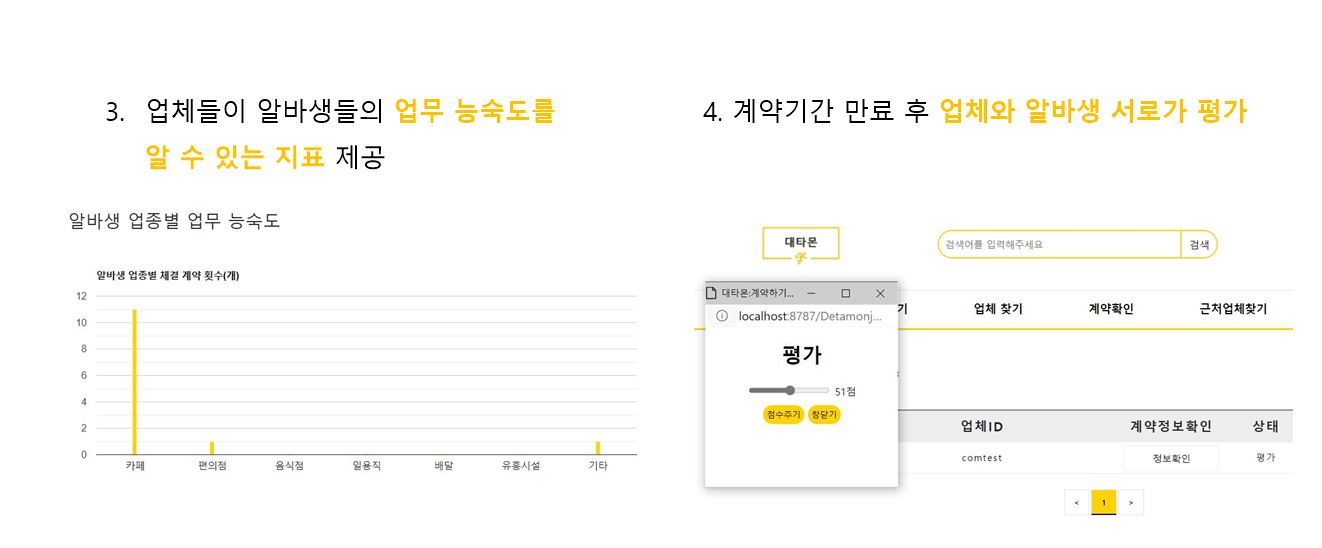 3. 업체들이 알바생들의 업무 능숙도를
알 수 있는 지표 제공
알바생 업종별 업무 능숙도
알바생 업종별 체결 계약 횟수(개)
12
10
8
6
4
2
0
카페 편의점 음식점 일용직 배달 유흥시설 기타
4. 계약기간 만료 후 업체와 알바생 서로가 평가
대타몬
검색어를 입력해주세요 검색
대타몬:계약하기...
localhost:8787/Detamonj...
기 업체 찾기 계약확인 근처업체찾기
평가
51점
점수주기 창닫기
업체ID 계약정보확인 상태
comtest 정보확인 평가
< 1 >